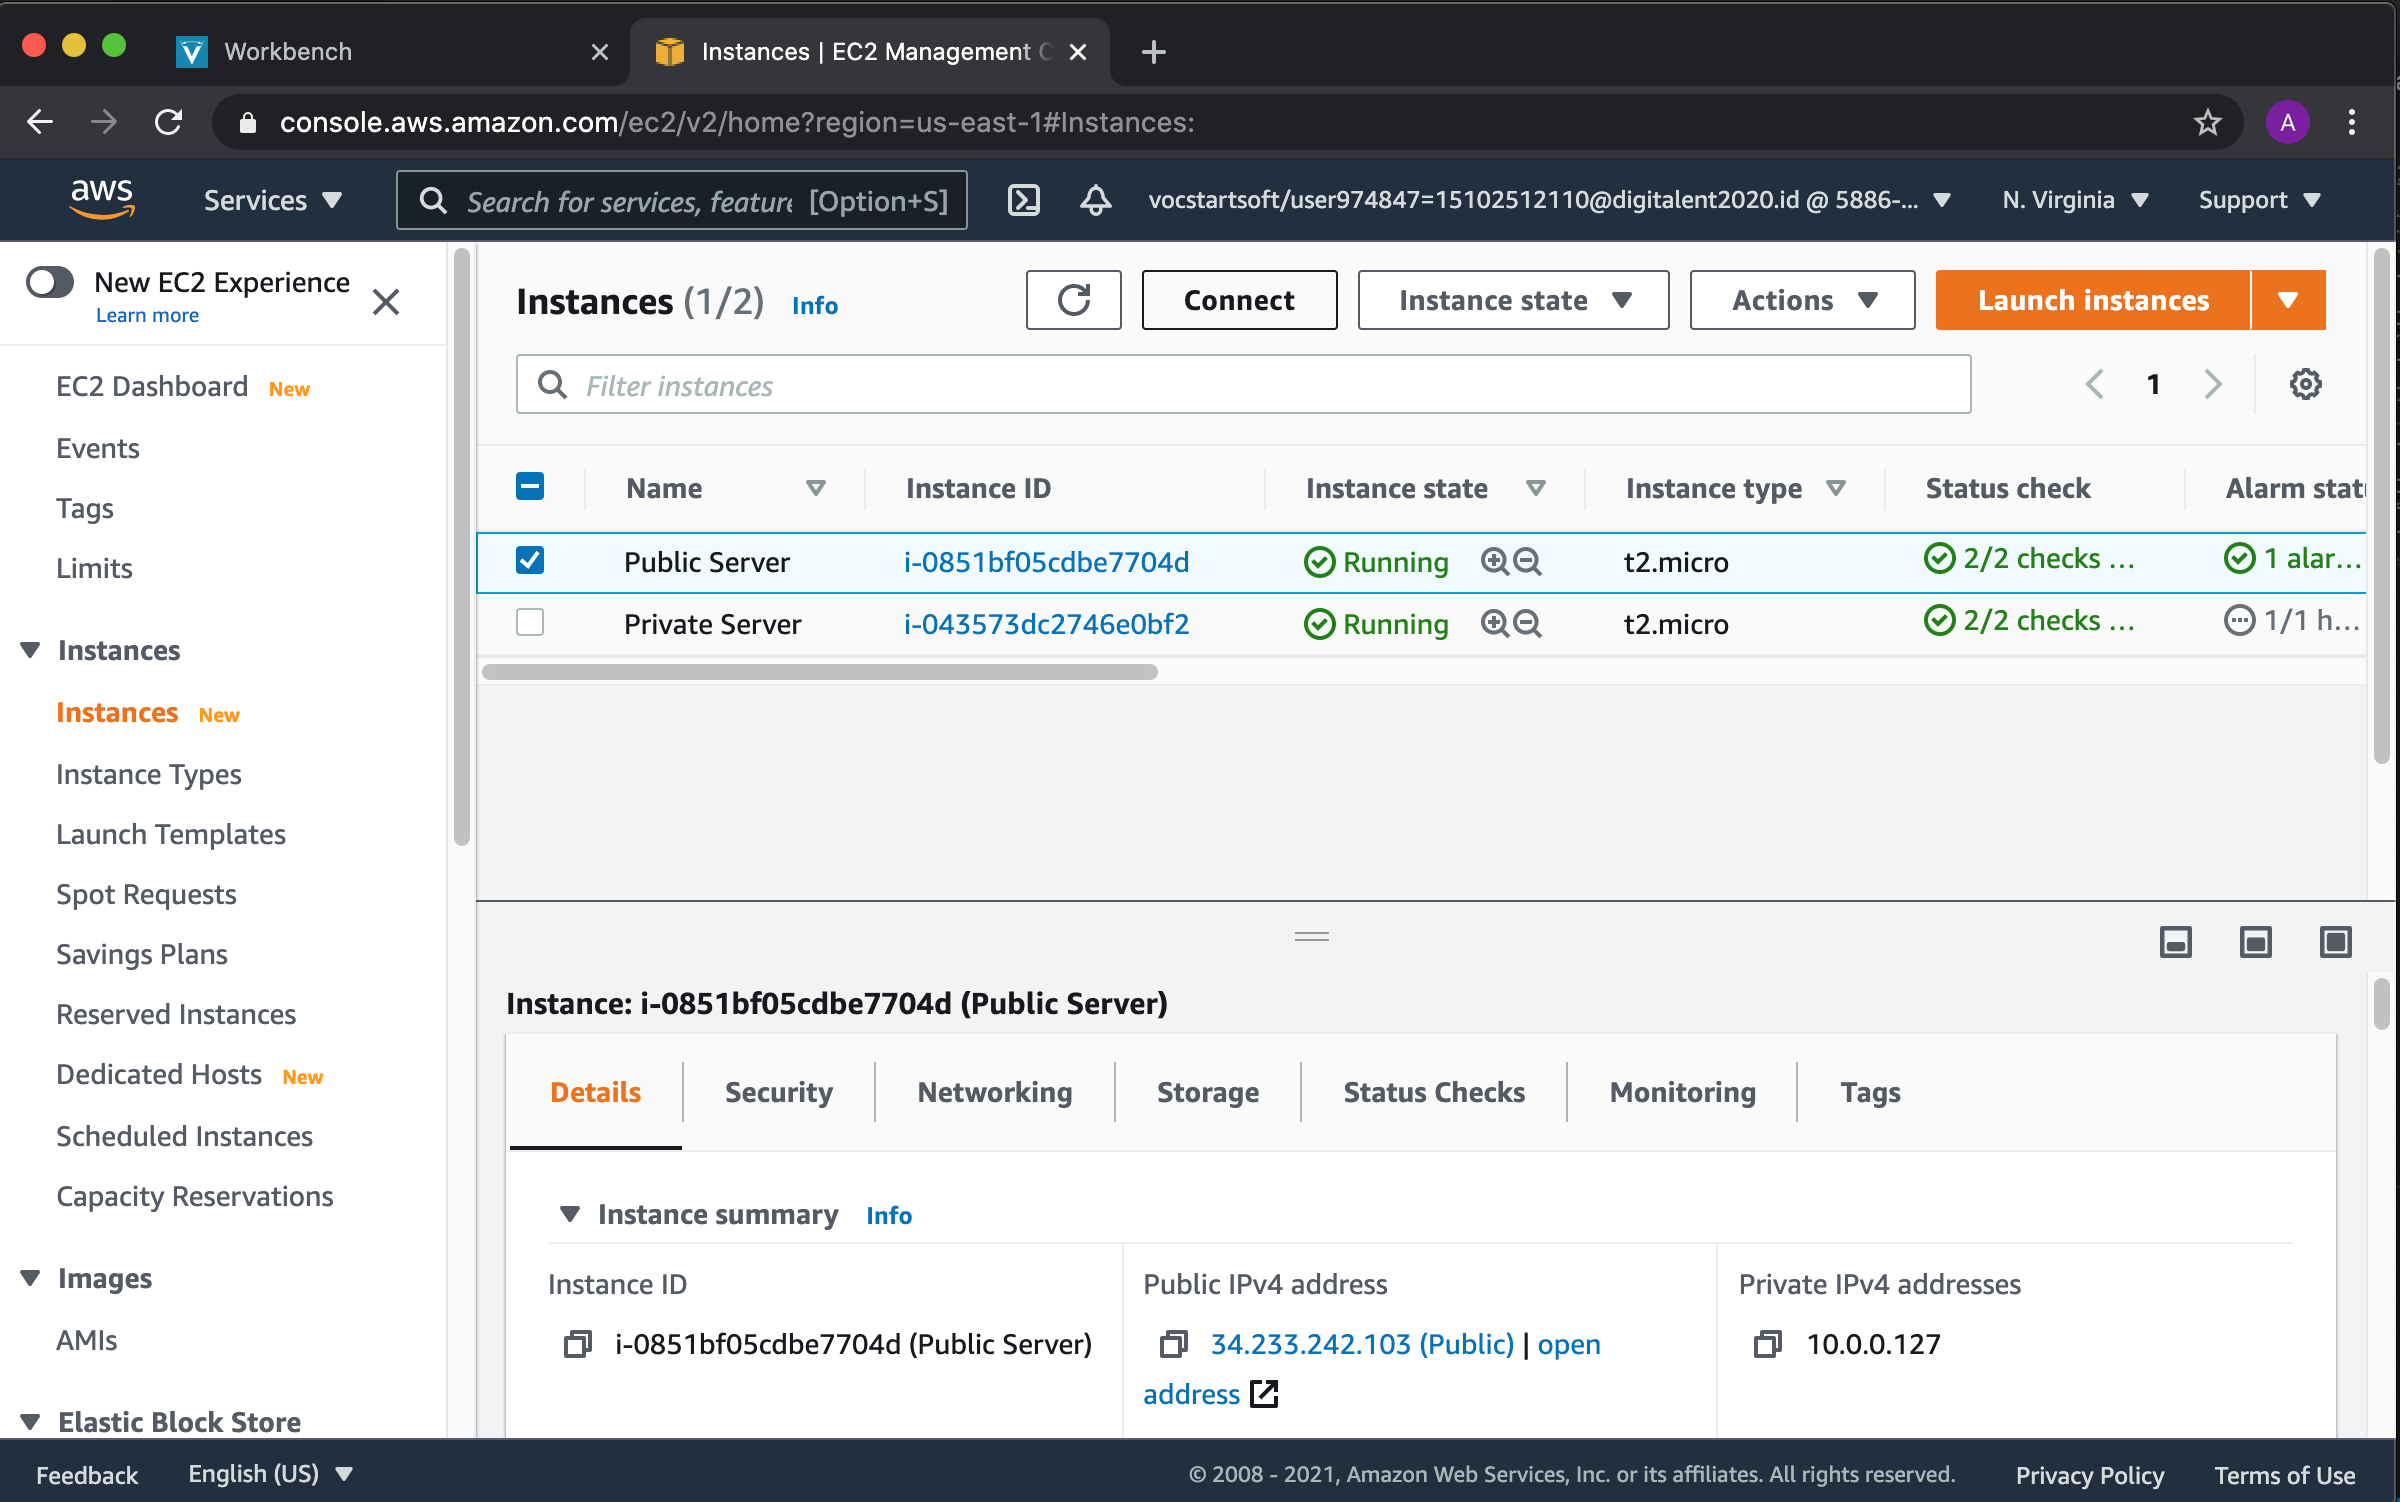 Workbench
Instances | EC2 Management C
console.aws.amazon.com/ec2/v2/home?region=us-east-1#Instances:
A
aws
Services
Search for services, feature [Option+S]
vocstartsoft/user974847=15102512110@digitalent2020.id @ 5886-...
N. Virginia
Support
New EC2 Experience
Learn more
EC2 Dashboard New
Events
Tags
Limits
Instances
Instances New
Instance Types
Launch Templates
Spot Requests
Savings Plans
Reserved Instances
Dedicated Hosts New
Scheduled Instances
Capacity Reservations
Images
AMIs
Elastic Block Store
Instances (1/2) Info
Connect
Instance state
Actions
Launch instances
Filter instances
1
Name Instance ID Instance state Instance type Status check Alarm stat
Public Server i-0851bf05cdbe7704d Running t2.micro 2/2 checks ... 1 alar...
Private Server i-043573dc2746e0bf2 Running t2.micro 2/2 checks ... 1/1 h...
Instance: i-0851bf05cdbe7704d (Public Server)
Details Security Networking Storage Status Checks Monitoring Tags
Instance summary Info
Instance ID
i-0851bf05cdbe7704d (Public Server)
Public IPv4 address
34.233.242.103 (Public) | open
address
Private IPv4 addresses
10.0.0.127
Feedback English (US) © 2008 - 2021, Amazon Web Services, Inc. or its affiliates. All rights reserved. Privacy Policy Terms of Use